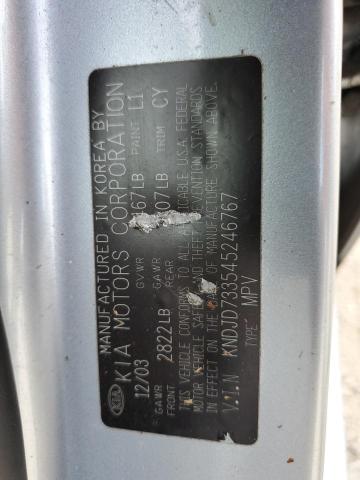 MANUFACTURED IN KOREA BY
KIA
KIA MOTORS CORPORATION
12/03 GVWR 67LB PAINT L1
GAWR FRONT 2822LB GAWR REAR 07LB TRIM CY
THIS VEHICLE CONFORMS TO ALL APPLICABLE U.S.A. FEDERAL
MOTOR VEHICLE SAFETY AND THEFT PREVENTION STANDARD
IN EFFECT ON THE DATE OF MANUFACTURE SHOWN ABOVE.
V.I.N KNDJD733545246767
TYPE MPV